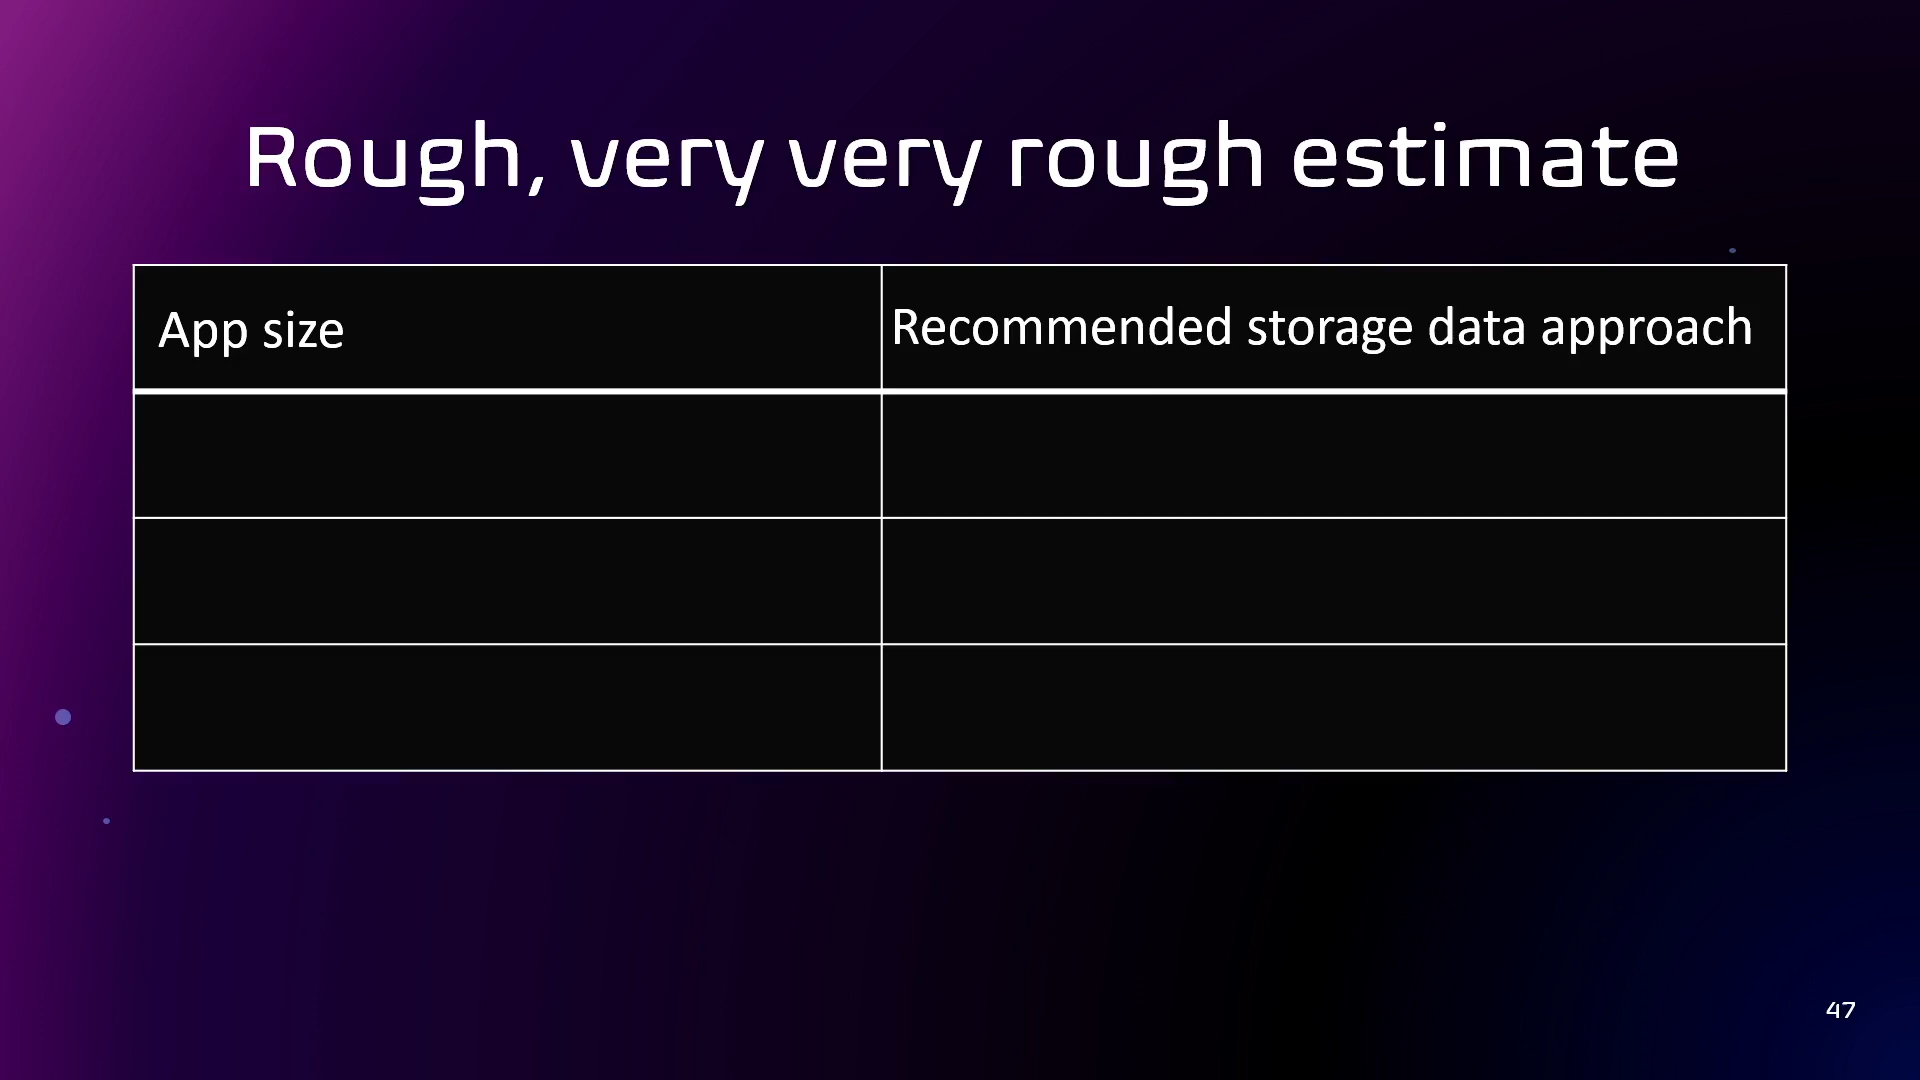 Rough, very very rough estimate
App size
Recommended storage data approach
47